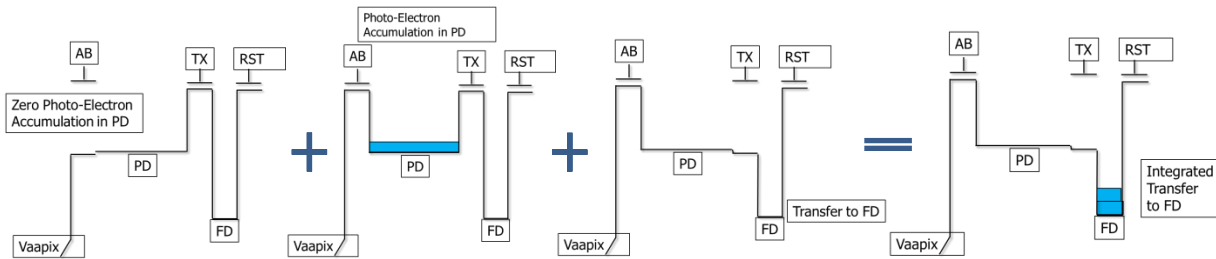 AB
TX
RST
Zero Photo-Electron
Accumulation in PD
PD
FD
Vaapix
+
Photo-Electron
Accumulation in PD
AB
TX
RST
PD
FD
Vaapix
+
AB
TX
RST
PD
Transfer to FD
FD
Vaapix
=
AB
TX
RST
PD
Integrated
Transfer
to FD
FD
Vaapix